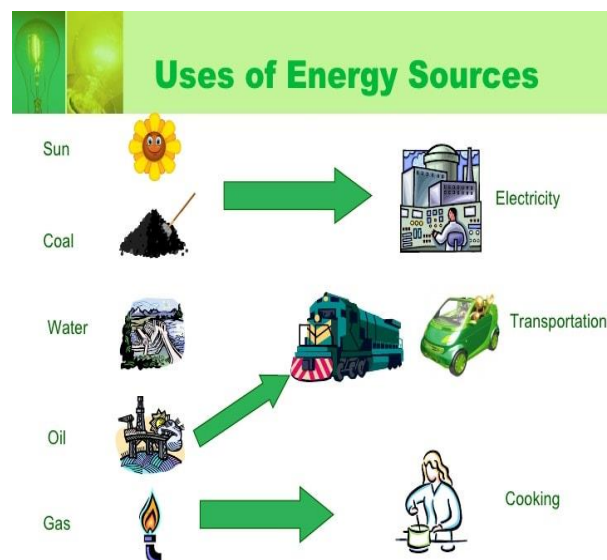 Uses of Energy Sources
Sun
Electricity
Coal
Water
Transportation
Oil
Gas
Cooking